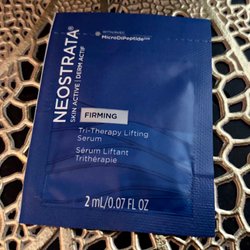 MicroDiPeptide
NEOSTRATA®
SKIN ACTIVE | DERM ACTIF
FIRMING
Tri-Therapy Lifting
Serum
Sérum Liftant
Trithérapie
2 mL/0.07 FL OZ